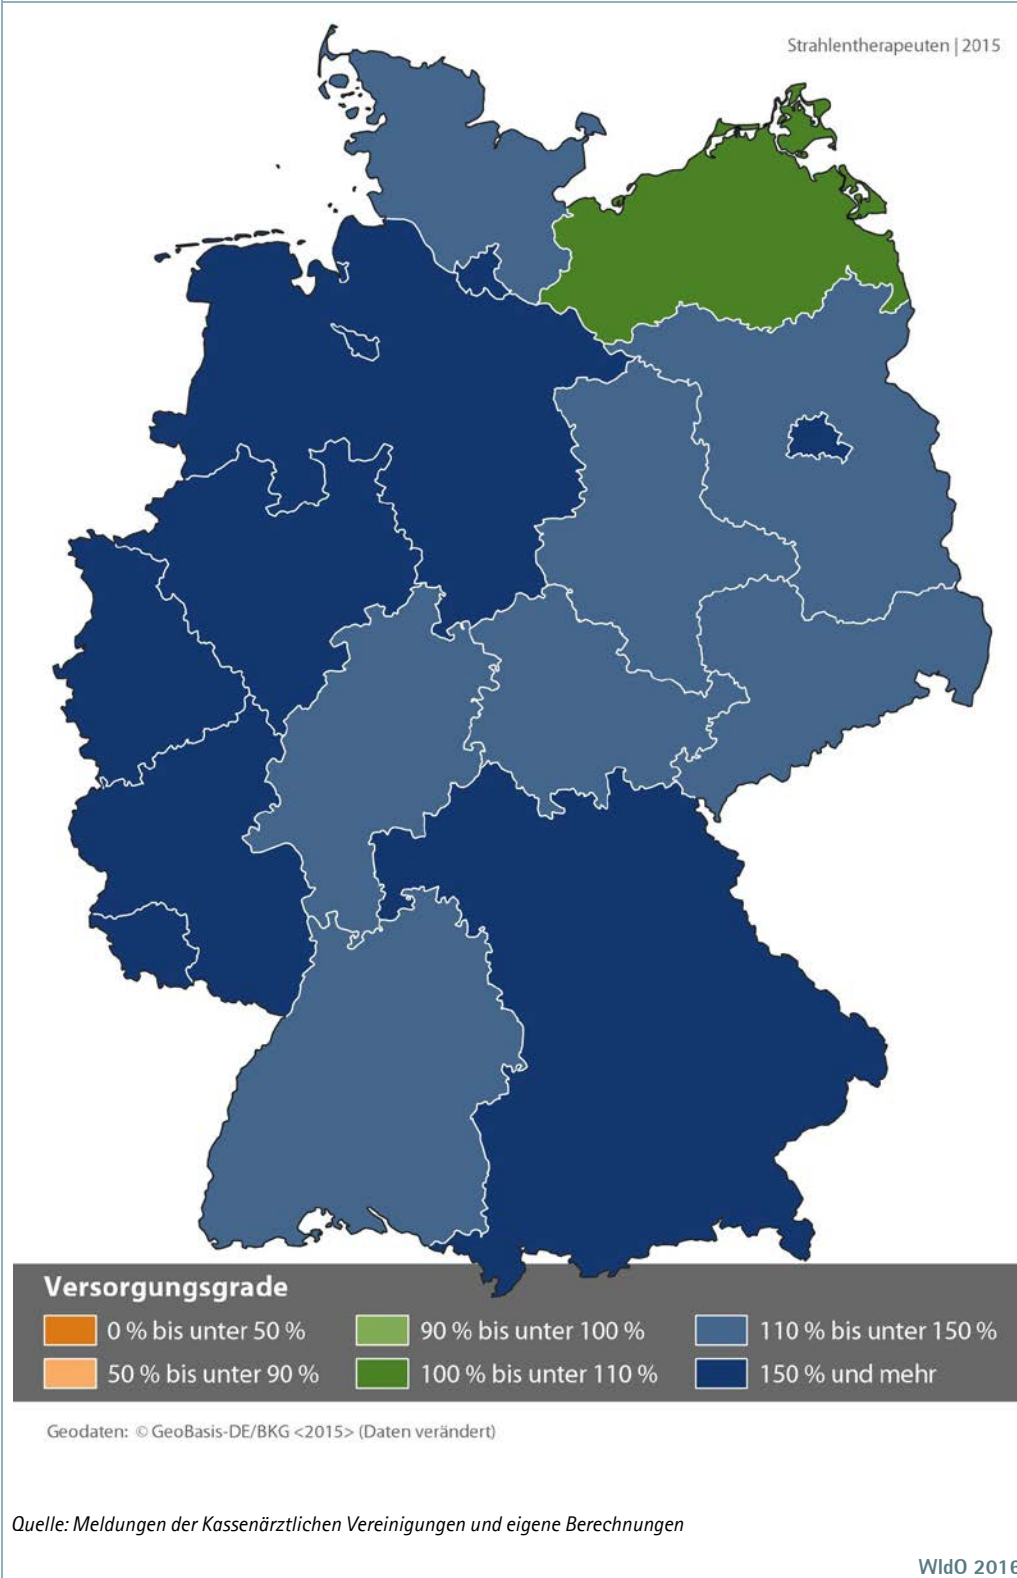 Strahlentherapeuten | 2015
Versorgungsgrade
0 % bis unter 50 %
90 % bis unter 100 %
110 % bis unter 150 %
50 % bis unter 90 %
100 % bis unter 110 %
150 % und mehr
Geodaten: © GeoBasis-DE/BKG <2015> (Daten verändert)
Quelle: Meldungen der Kassenärztlichen Vereinigungen und eigene Berechnungen
WIdO 2016